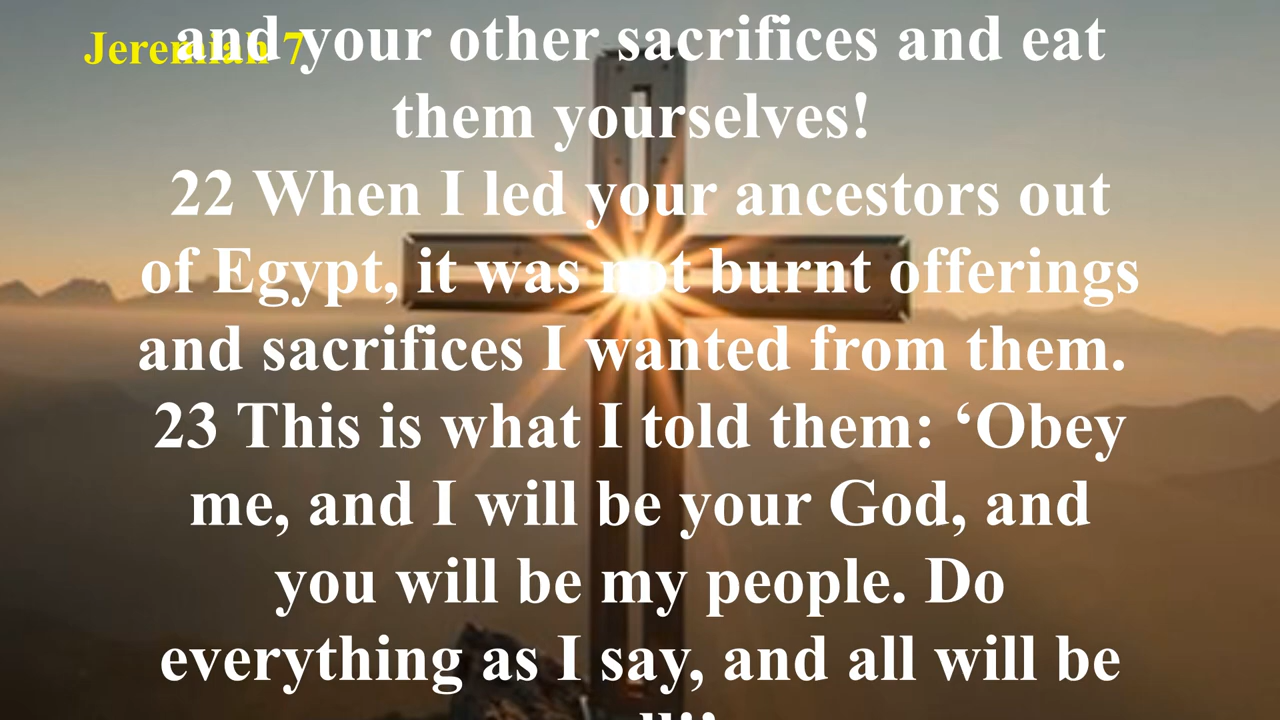 Jeremiah 7
and your other sacrifices and eat
them yourselves!
22 When I led your ancestors out
of Egypt, it was not burnt offerings
and sacrifices I wanted from them.
23 This is what I told them: ‘Obey
me, and I will be your God, and
you will be my people. Do
everything as I say, and all will be